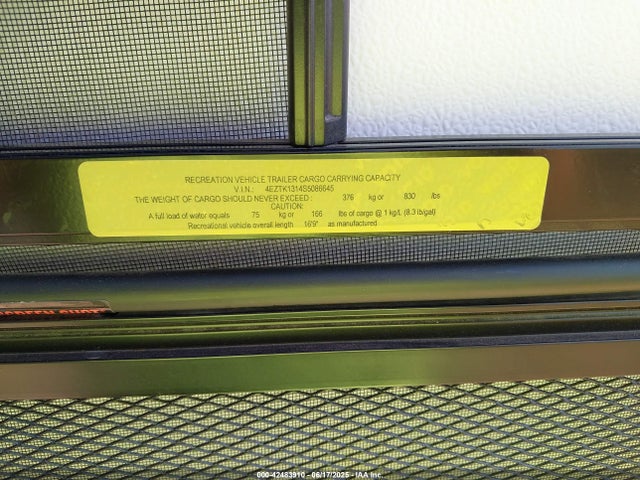 RECREATION VEHICLE TRAILER CARGO CARRYING CAPACITY
V.I.N.: 4EZTK1314S5086645
THE WEIGHT OF CARGO SHOULD NEVER EXCEED: 376 kg or 830 lbs
CAUTION:
A full load of water equals 75 kg or 166 lbs of cargo @ 1 kg/L (8.3 lb/gal)
Recreational vehicle overall length 16'9" as manufactured
000-42483910 - 06/17/2025 - IAA Inc.